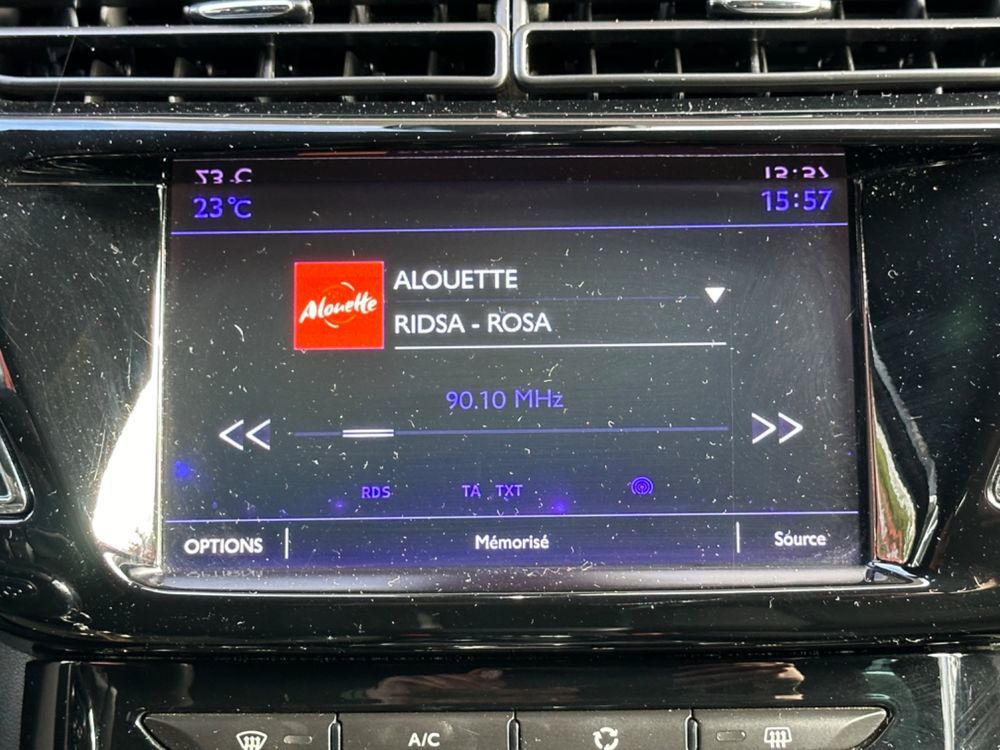 23°C
15:57
Alouette
ALOUETTE
RIDSA - ROSA
90.10 MHz
RDS TA TXT
OPTIONS Mémorisé Source
A/C